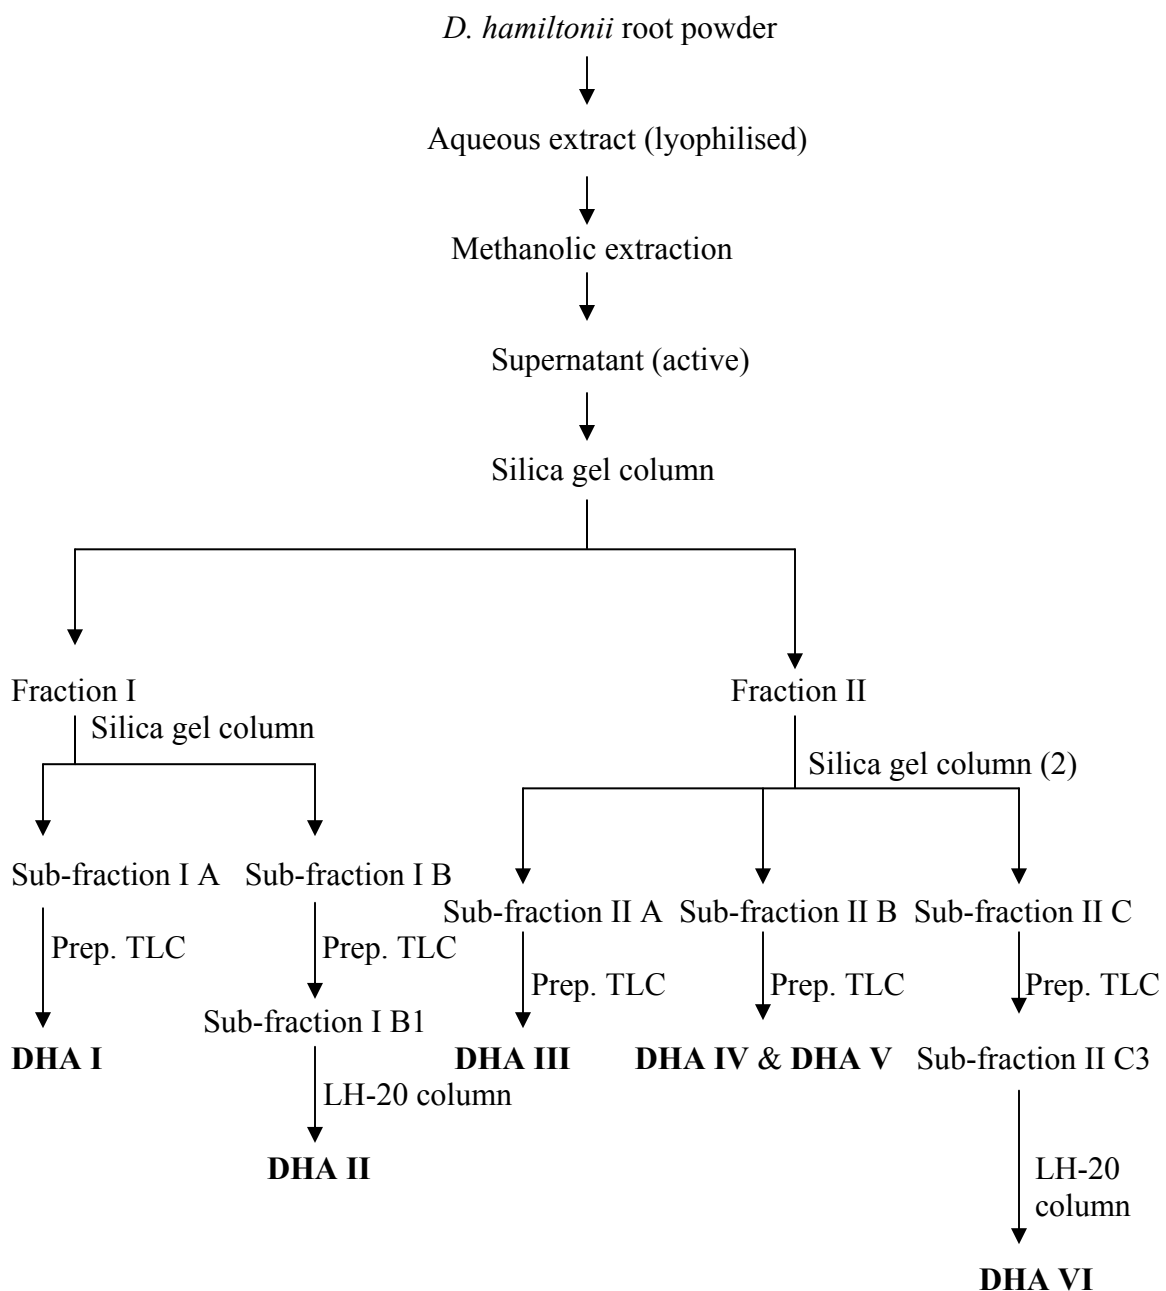 D. hamiltonii root powder
Aqueous extract (lyophilised)
Methanolic extraction
Supernatant (active)
Silica gel column
Fraction I
Fraction II
Silica gel column
Silica gel column (2)
Sub-fraction I A
Sub-fraction I B
Sub-fraction II A
Sub-fraction II B
Sub-fraction II C
Prep. TLC
Prep. TLC
Prep. TLC
Prep. TLC
Prep. TLC
Sub-fraction I B1
DHA I
DHA III
DHA IV & DHA V
Sub-fraction II C3
LH-20 column
DHA II
LH-20
column
DHA VI